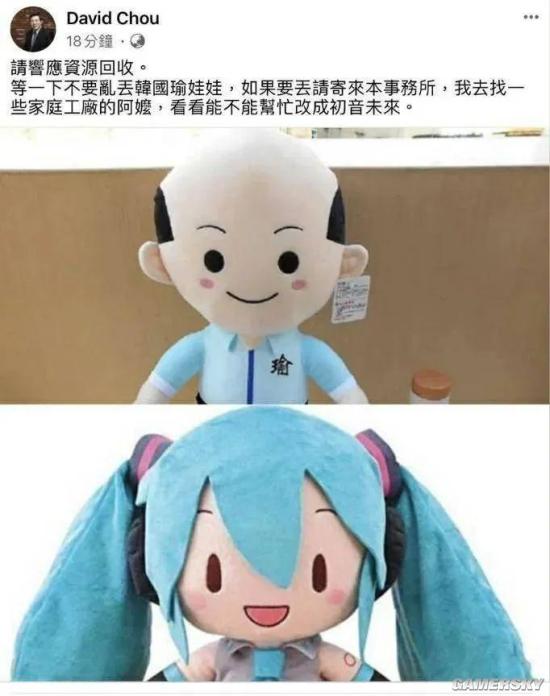 David Chou
18分鐘
請響應資源回收。
等一下不要亂丟韓國瑜娃娃，如果要丟請寄來本事務所，我去找一
些家庭工廠的阿嬤，看看能不能幫忙改成初音未來。
瑜
GAMERSKY